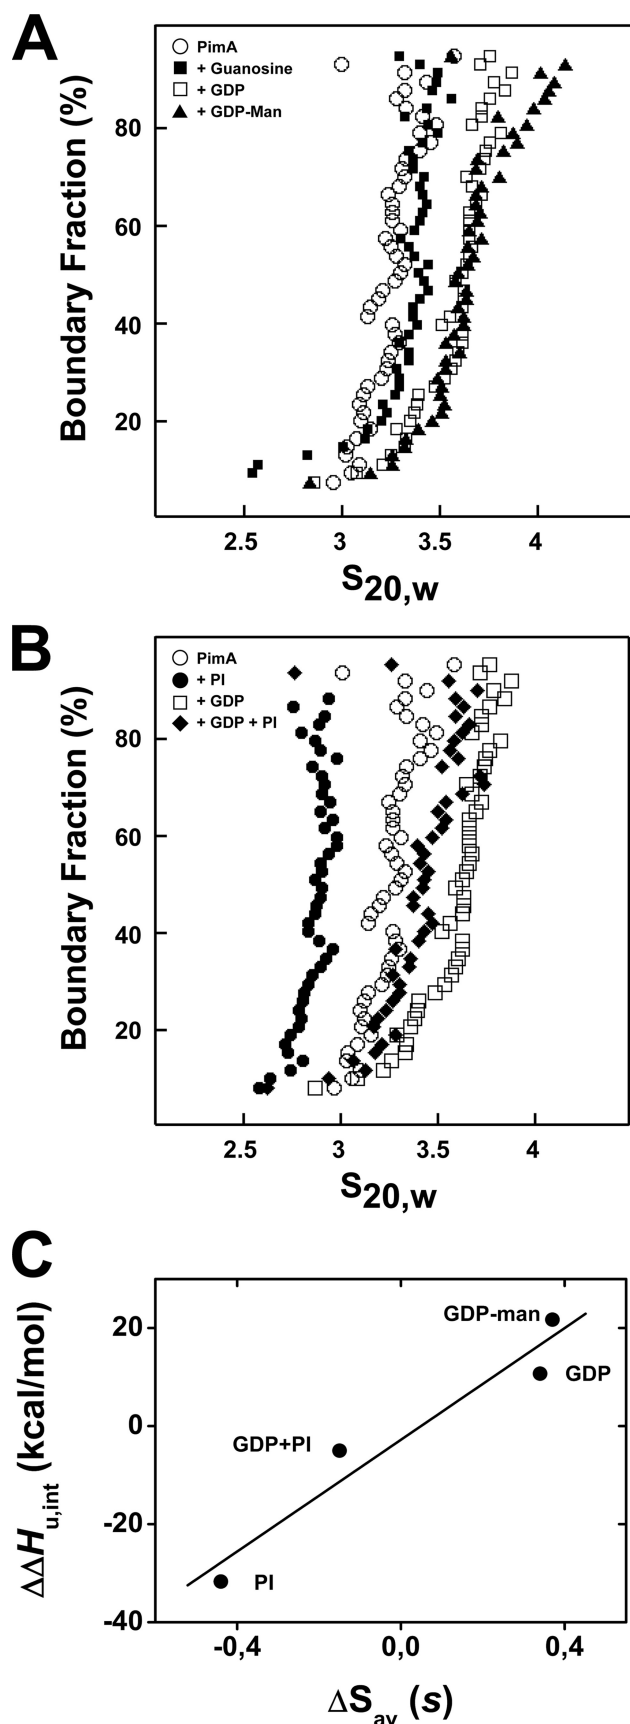 A
PimA
+ Guanosine
+ GDP
+ GDP-Man
Boundary Fraction (%)
80
60
40
20
2.5 3 3.5 4
S20,w
B
PimA
+ PI
+ GDP
+ GDP + PI
Boundary Fraction (%)
80
60
40
20
2.5 3 3.5 4
S20,w
C
GDP-man
GDP
GDP+PI
PI
ΔΔHu,int (kcal/mol)
20
0
-20
-40
-0,4 0,0 0,4
ΔSav (s)